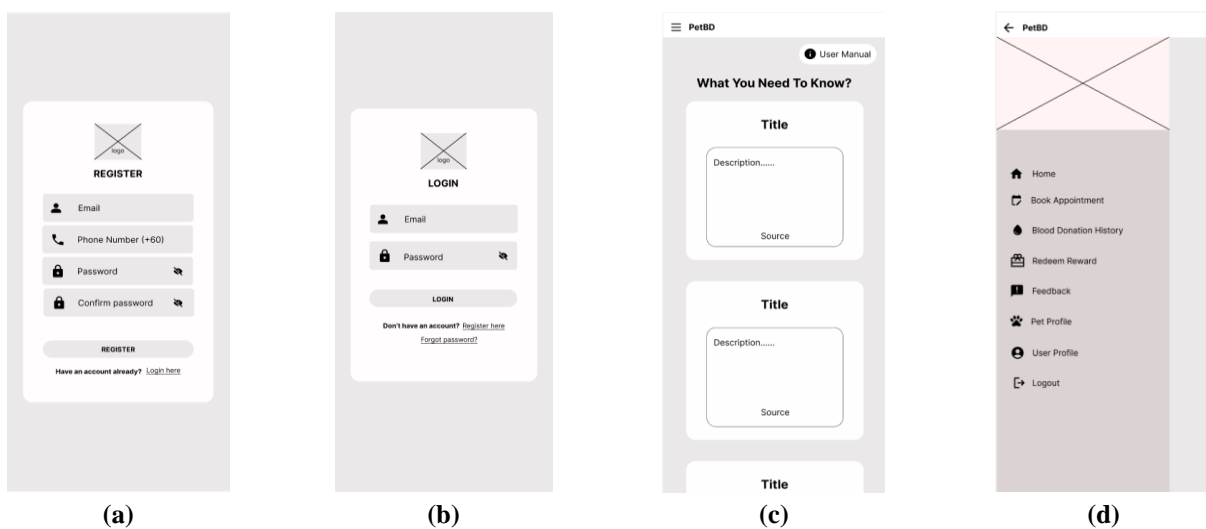 logo
REGISTER
Email
Phone Number (+60)
Password
Confirm password
REGISTER
Have an account already? Login here
(a)
logo
LOGIN
Email
Password
LOGIN
Don't have an account? Register here
Forgot password?
(b)
PetBD
User Manual
What You Need To Know?
Title
Description......
Source
Title
Description......
Source
Title
(c)
PetBD
Home
Book Appointment
Blood Donation History
Redeem Reward
Feedback
Pet Profile
User Profile
Logout
(d)